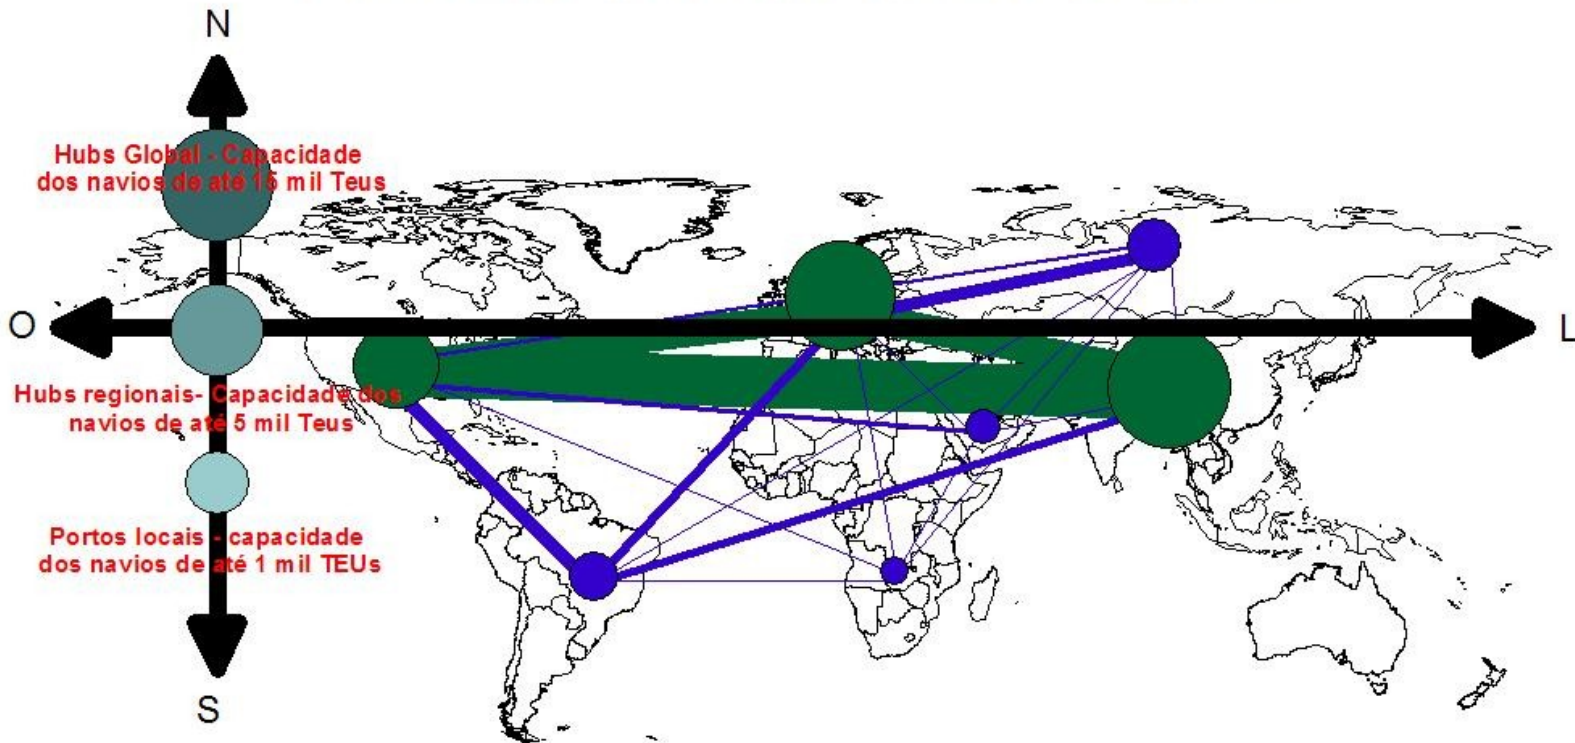 N
Hubs Global - Capacidade
dos navios de até 15 mil Teus
O
L
Hubs regionais- Capacidade dos
navios de até 5 mil Teus
Portos locais - capacidade
dos navios de até 1 mil TEUs
S